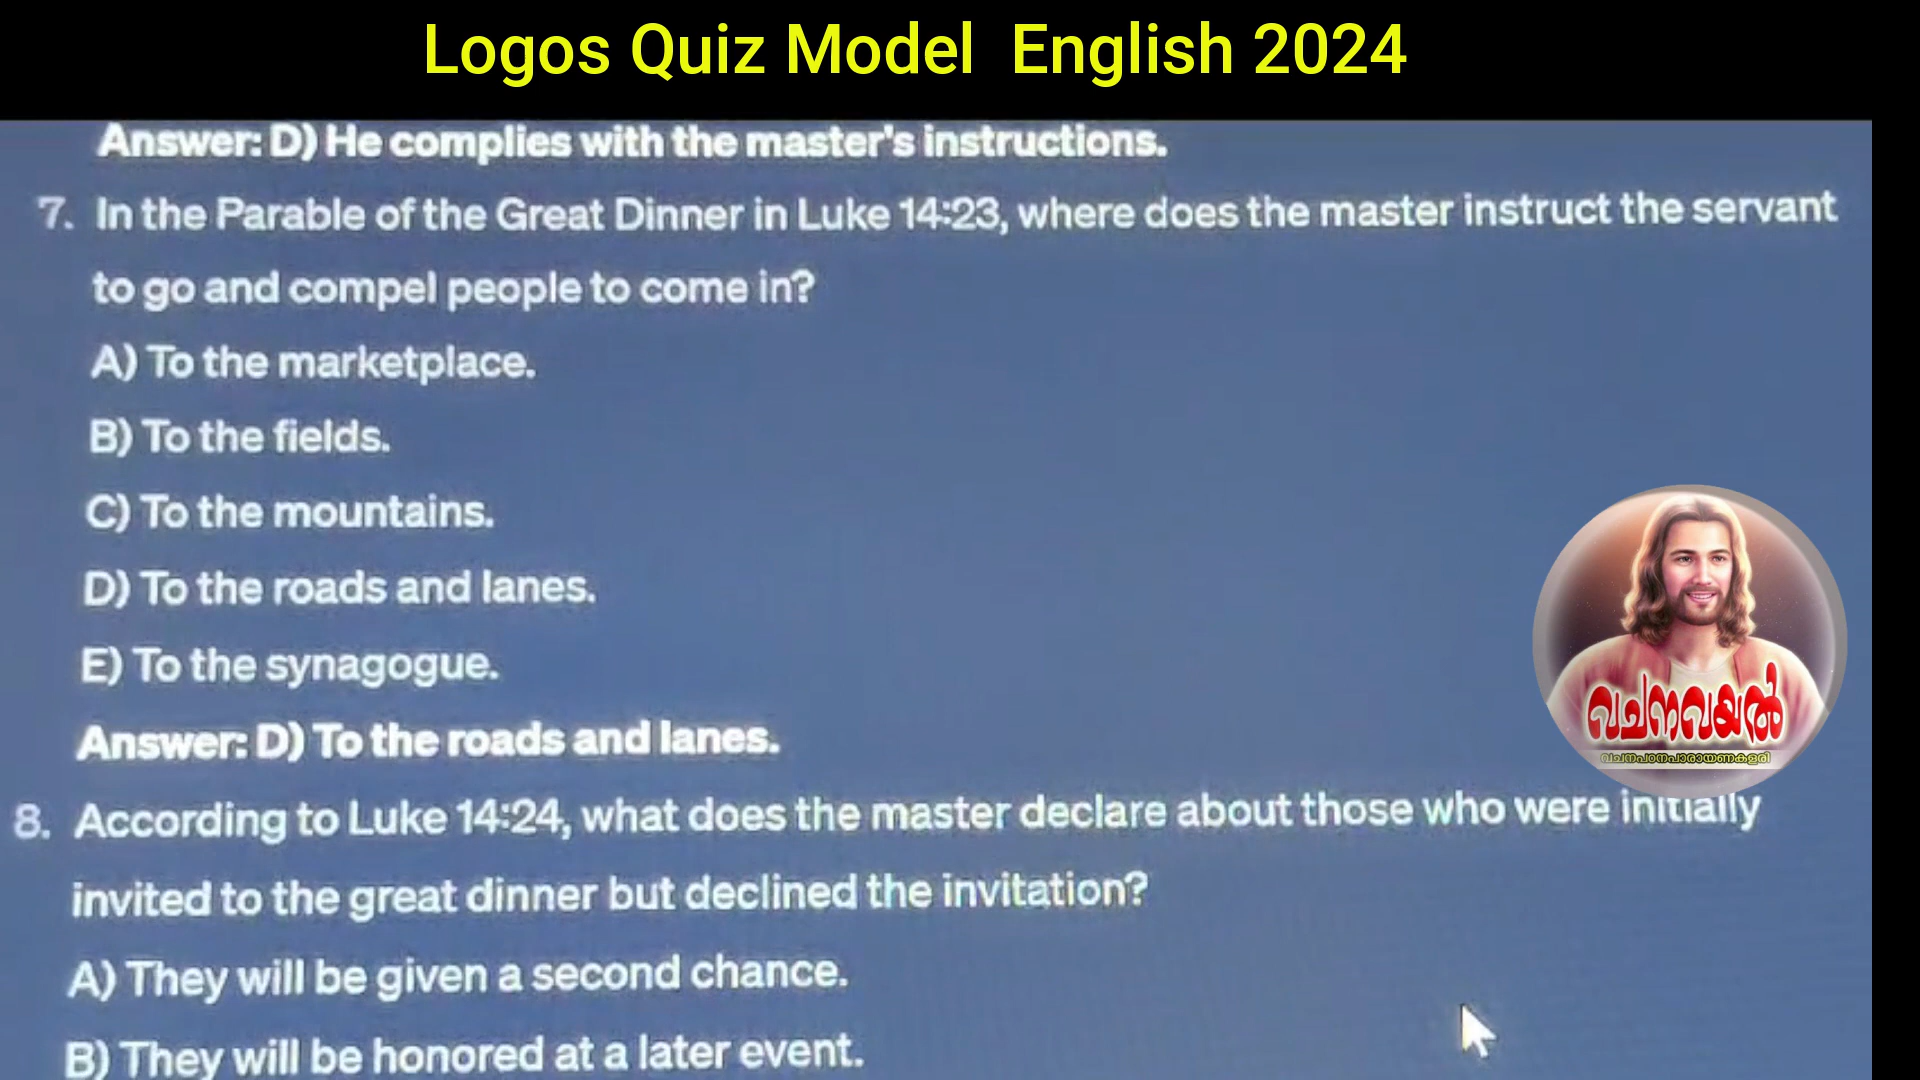 Logos Quiz Model English 2024
Answer: D) He complies with the master's instructions.
7. In the Parable of the Great Dinner in Luke 14:23, where does the master instruct the servant
to go and compel people to come in?
A) To the marketplace.
B) To the fields.
C) To the mountains.
D) To the roads and lanes.
E) To the synagogue.
Answer: D) To the roads and lanes.
വചനവയൽ
വചനപഠനപാരായണകളരി
8. According to Luke 14:24, what does the master declare about those who were initially
invited to the great dinner but declined the invitation?
A) They will be given a second chance.
B) They will be honored at a later event.